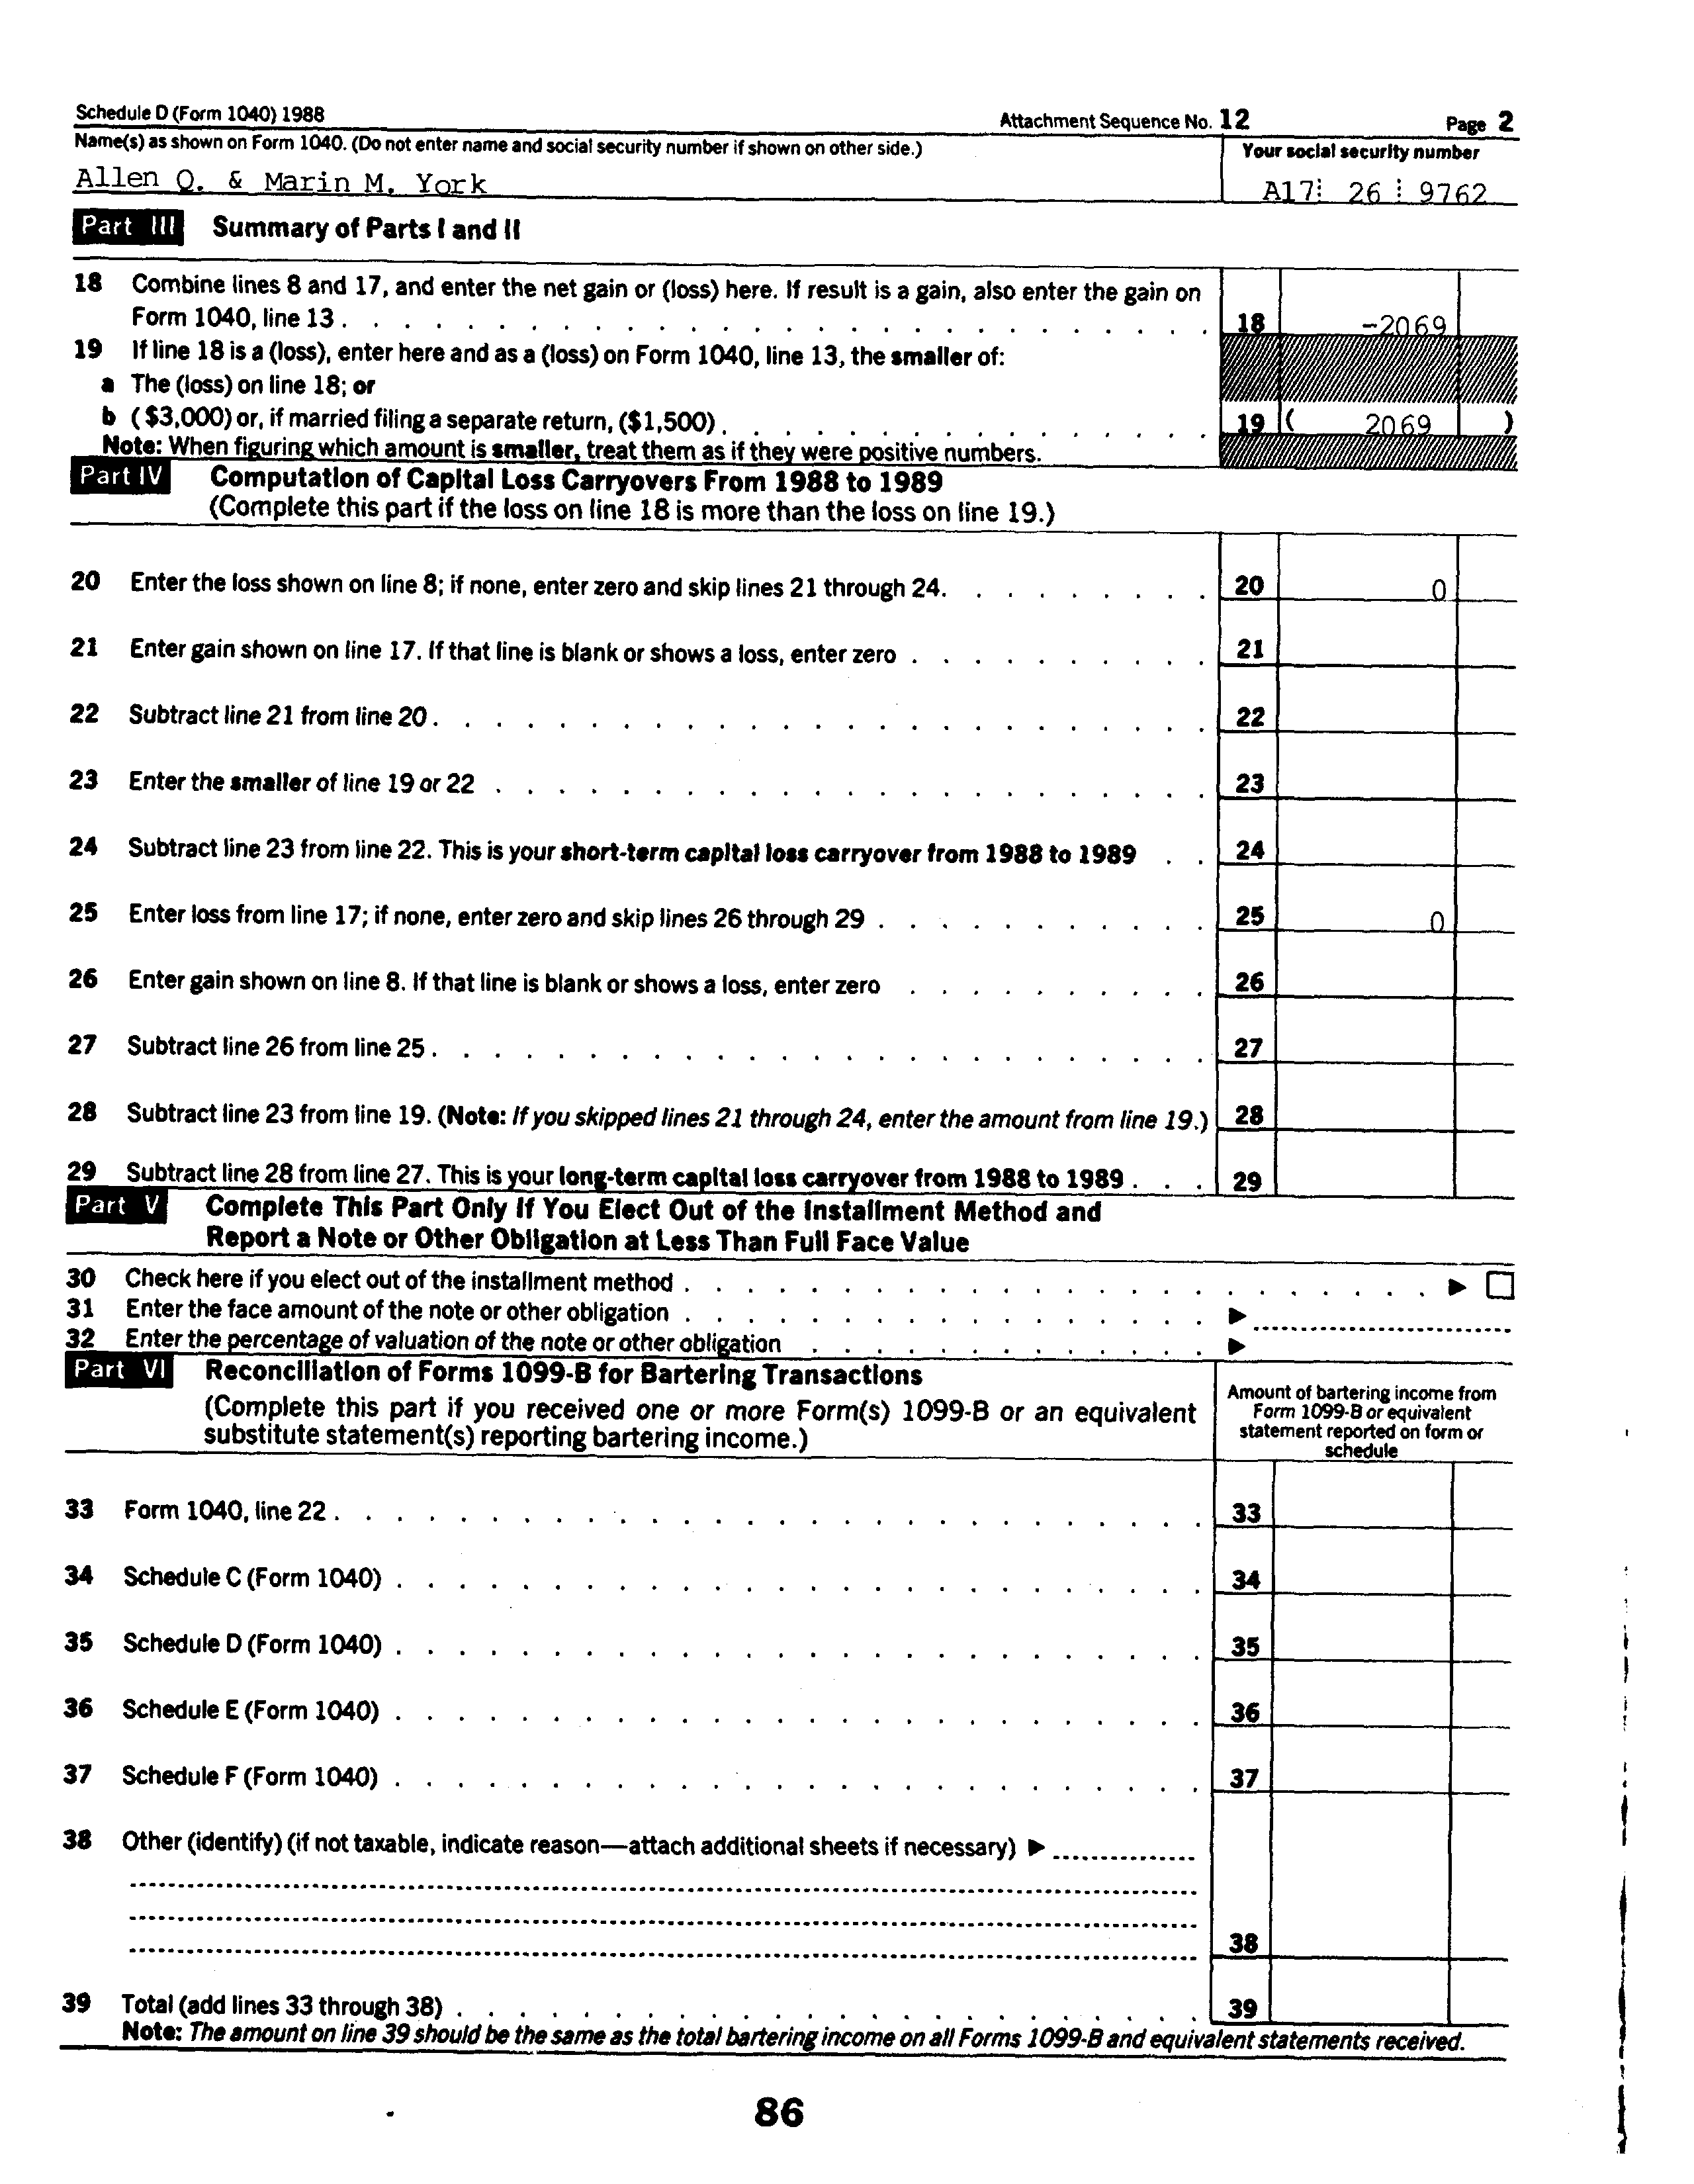 Schedule D (Form 1040) 1988 Attachment Sequence No. 12 Page 2
Name(s) as shown on Form 1040. (Do not enter name and social security number if shown on other side.) Your social security number
Allen Q. & Marin M. York A17 26 9762
Part III Summary of Parts I and II
18 Combine lines 8 and 17, and enter the net gain or (loss) here. If result is a gain, also enter the gain on
Form 1040, line 13 . . . 18 -2069
19 If line 18 is a (loss), enter here and as a (loss) on Form 1040, line 13, the smaller of:
a The (loss) on line 18; or
b ($3,000) or, if married filing a separate return, ($1,500) . . . 19 ( 2069 )
Note: When figuring which amount is smaller, treat them as if they were positive numbers.
Part IV Computation of Capital Loss Carryovers From 1988 to 1989
(Complete this part if the loss on line 18 is more than the loss on line 19.)
20 Enter the loss shown on line 8; if none, enter zero and skip lines 21 through 24. . . . 20 0
21 Enter gain shown on line 17. If that line is blank or shows a loss, enter zero . . . 21
22 Subtract line 21 from line 20 . . . 22
23 Enter the smaller of line 19 or 22 . . . 23
24 Subtract line 23 from line 22. This is your short-term capital loss carryover from 1988 to 1989 . . 24
25 Enter loss from line 17; if none, enter zero and skip lines 26 through 29 . . . 25 0
26 Enter gain shown on line 8. If that line is blank or shows a loss, enter zero . . . 26
27 Subtract line 26 from line 25 . . . 27
28 Subtract line 23 from line 19. (Note: If you skipped lines 21 through 24, enter the amount from line 19.) 28
29 Subtract line 28 from line 27. This is your long-term capital loss carryover from 1988 to 1989 . . . 29
Part V Complete This Part Only If You Elect Out of the Installment Method and
Report a Note or Other Obligation at Less Than Full Face Value
30 Check here if you elect out of the installment method . . . ▶ ☐
31 Enter the face amount of the note or other obligation . . . ▶
32 Enter the percentage of valuation of the note or other obligation . . . ▶
Part VI Reconciliation of Forms 1099-B for Bartering Transactions
(Complete this part if you received one or more Form(s) 1099-B or an equivalent
substitute statement(s) reporting bartering income.)
Amount of bartering income from
Form 1099-B or equivalent
statement reported on form or
schedule
33 Form 1040, line 22 . . . 33
34 Schedule C (Form 1040) . . . 34
35 Schedule D (Form 1040) . . . 35
36 Schedule E (Form 1040) . . . 36
37 Schedule F (Form 1040) . . . 37
38 Other (identify) (if not taxable, indicate reason—attach additional sheets if necessary) ▶
38
39 Total (add lines 33 through 38) . . . 39
Note: The amount on line 39 should be the same as the total bartering income on all Forms 1099-B and equivalent statements received.
86